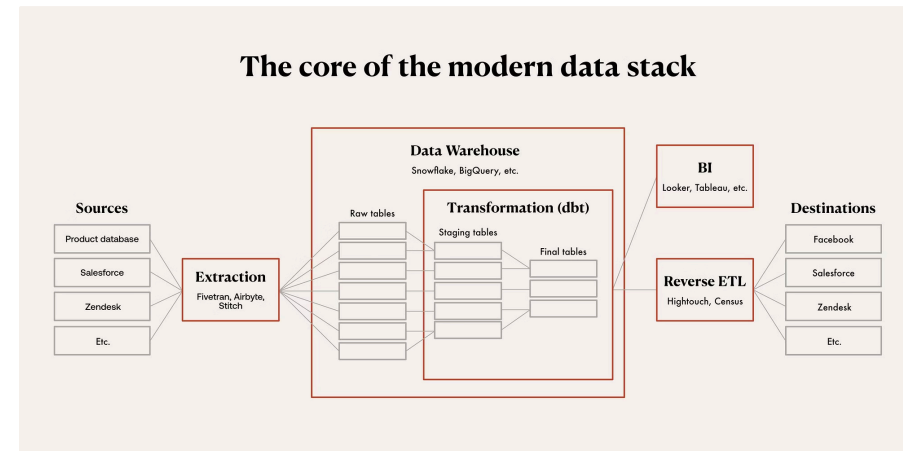 The core of the modern data stack
Sources
Product database
Salesforce
Zendesk
Etc.
Extraction
Fivetran, Airbyte,
Stitch
Data Warehouse
Snowflake, BigQuery, etc.
Raw tables
Transformation (dbt)
Staging tables
Final tables
BI
Looker, Tableau, etc.
Reverse ETL
Hightouch, Census
Destinations
Facebook
Salesforce
Zendesk
Etc.